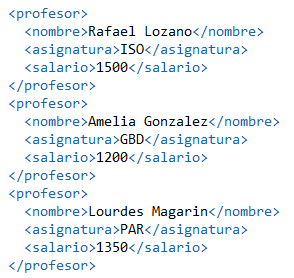 <profesor>
  <nombre>Rafael Lozano</nombre>
  <asignatura>ISO</asignatura>
  <salario>1500</salario>
</profesor>
<profesor>
  <nombre>Amelia Gonzalez</nombre>
  <asignatura>GBD</asignatura>
  <salario>1200</salario>
</profesor>
<profesor>
  <nombre>Lourdes Magarin</nombre>
  <asignatura>PAR</asignatura>
  <salario>1350</salario>
</profesor>